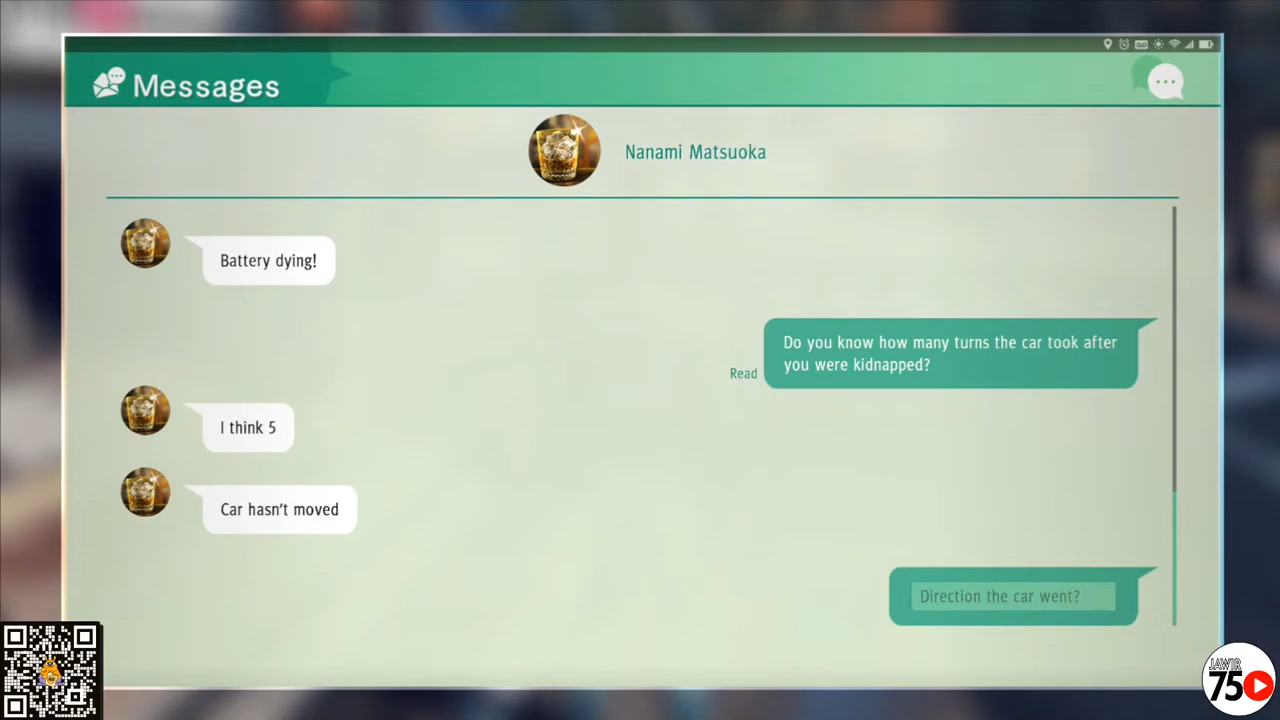 Messages
Nanami Matsuoka
Battery dying!
Do you know how many turns the car took after
you were kidnapped?
Read
I think 5
Car hasn't moved
Direction the car went?
JAWIR
75